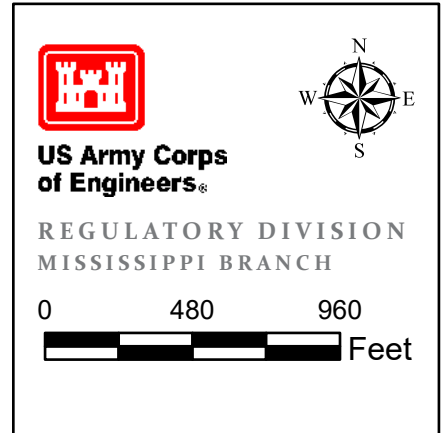 N
W E
S
US Army Corps
of Engineers®
REGULATORY DIVISION
MISSISSIPPI BRANCH
0 480 960
Feet